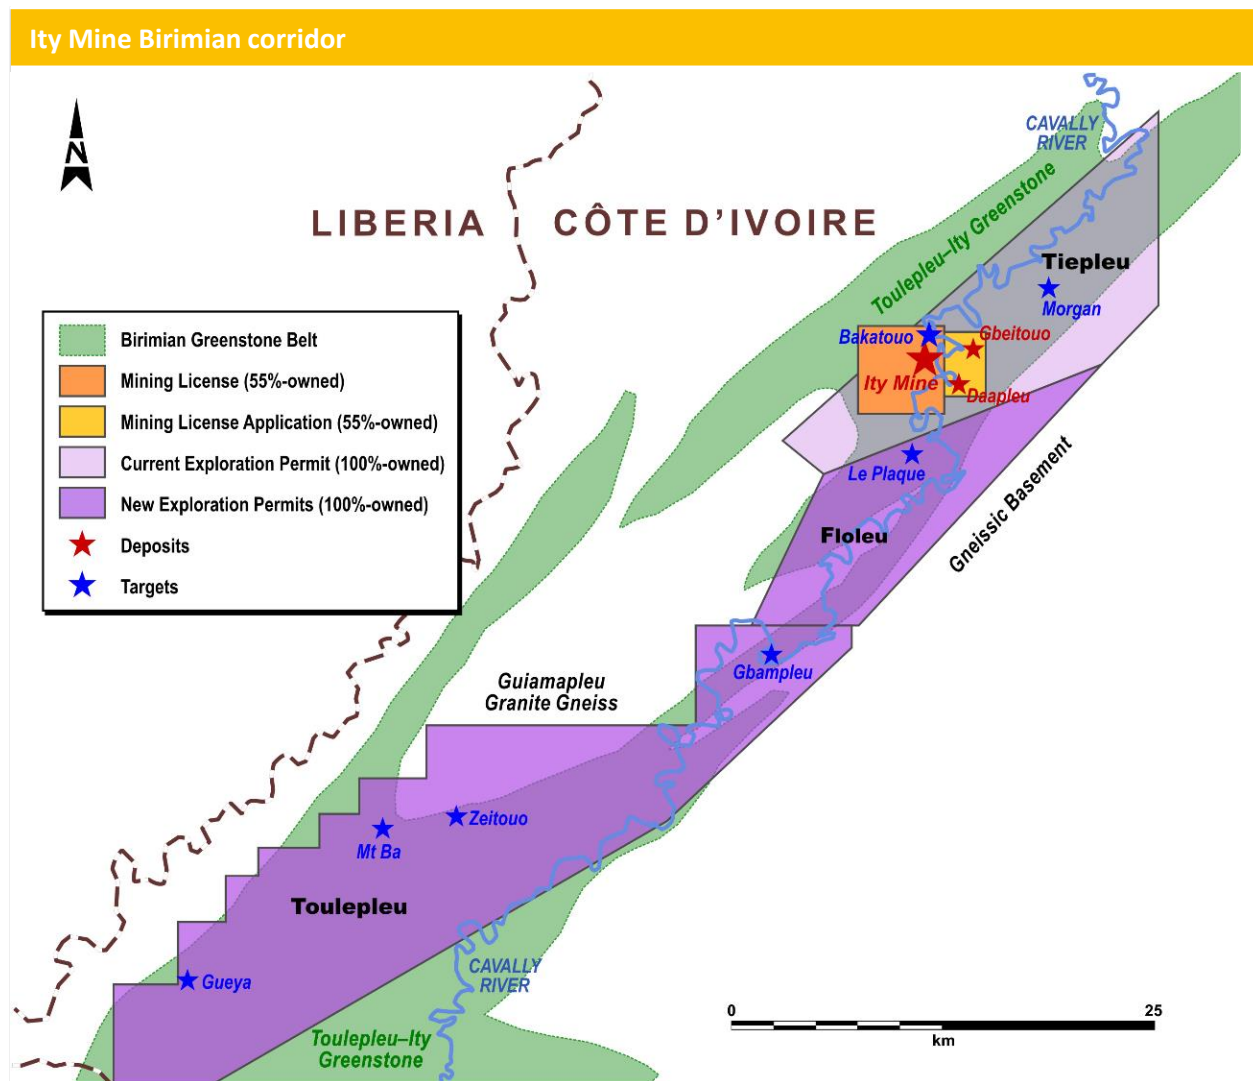 Ity Mine Birimian corridor
N
CAVALLY
RIVER
LIBERIA
CÔTE D'IVOIRE
Toulepleu–Ity Greenstone
Tiepleu
Morgan
Bakatouo
Gbeitouo
Ity Mine
Daapleu
Birimian Greenstone Belt
Mining License (55%-owned)
Mining License Application (55%-owned)
Current Exploration Permit (100%-owned)
New Exploration Permits (100%-owned)
Deposits
Targets
Le Plaque
Floleu
Gneissic Basement
Gbampleu
Guiamapleu
Granite Gneiss
Zeitouo
Mt Ba
Toulepleu
Gueya
CAVALLY
RIVER
Toulepleu–Ity
Greenstone
0
25
km